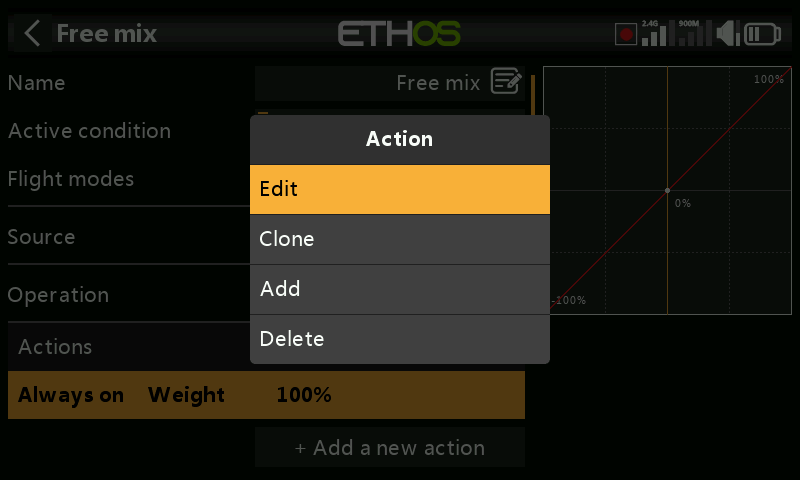 Free mix
ETHOS
2.4G
900M
Name
Free mix
100%
Active condition
Action
Flight modes
Edit
0%
Source
Clone
Operation
Add
-100%
Actions
Delete
Always on Weight 100%
+ Add a new action